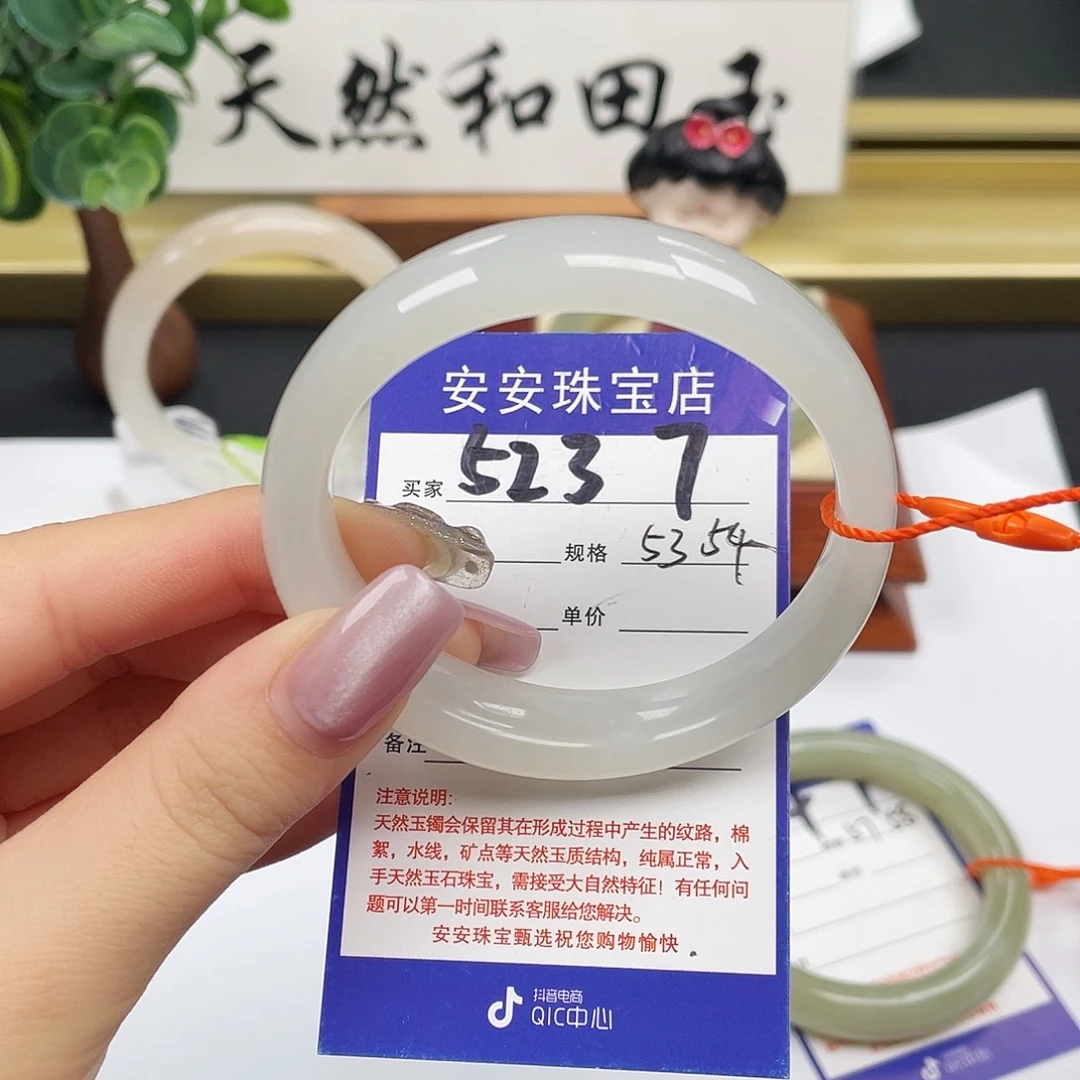 天然和田玉
安安珠宝店
买家 5237
规格 53 54
单价
备注
注意说明:
天然玉镯会保留其在形成过程中产生的纹路，棉
絮，水线，矿点等天然玉质结构，纯属正常，入
手天然玉石珠宝，需接受大自然特征！有任何问
题可以第一时间联系客服给您解决。
安安珠宝甄选祝您购物愉快
抖音电商
QIC中心